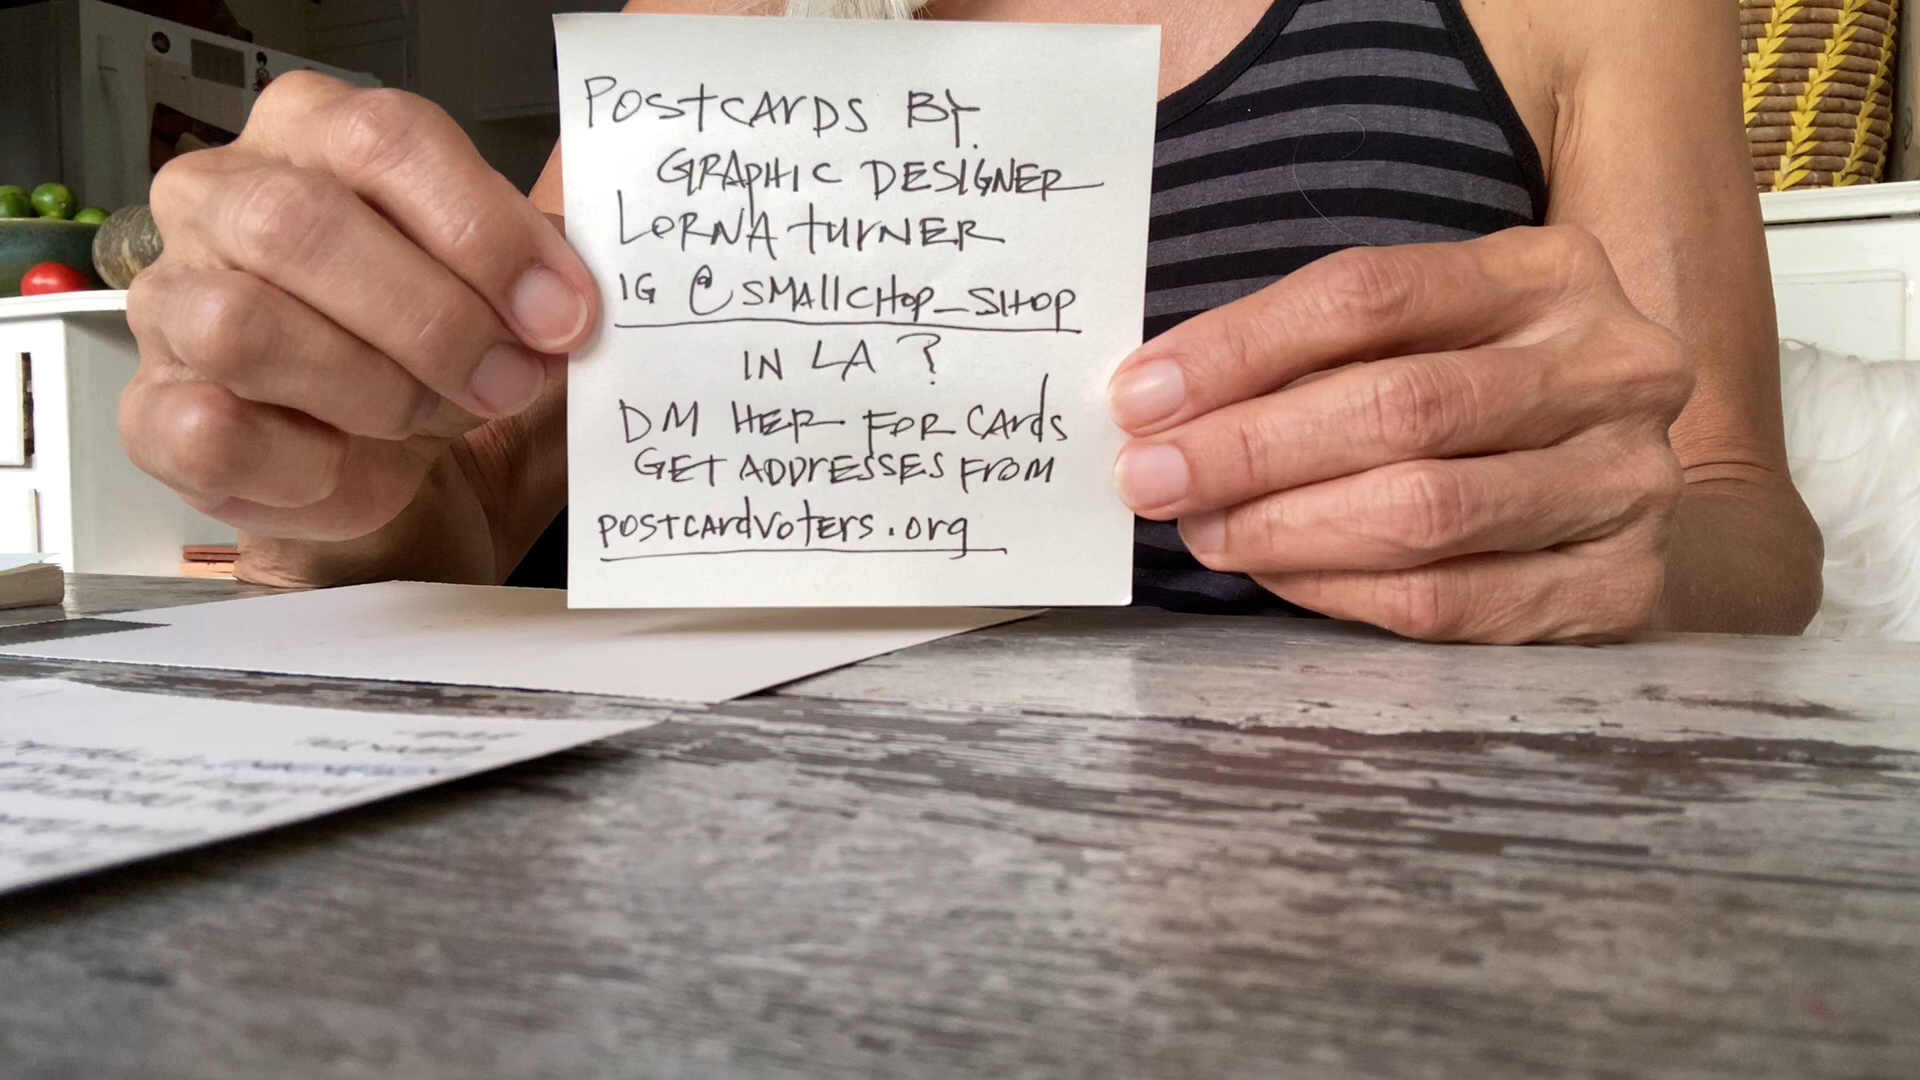 POSTCARDS BY
GRAPHIC DESIGNER
LORNA TURNER
IG @SMAllCHOP_SHOP
IN LA ?
DM HER FOR CARds
GET ADDrESSES FrOM
POSTCARdVoTERS.org